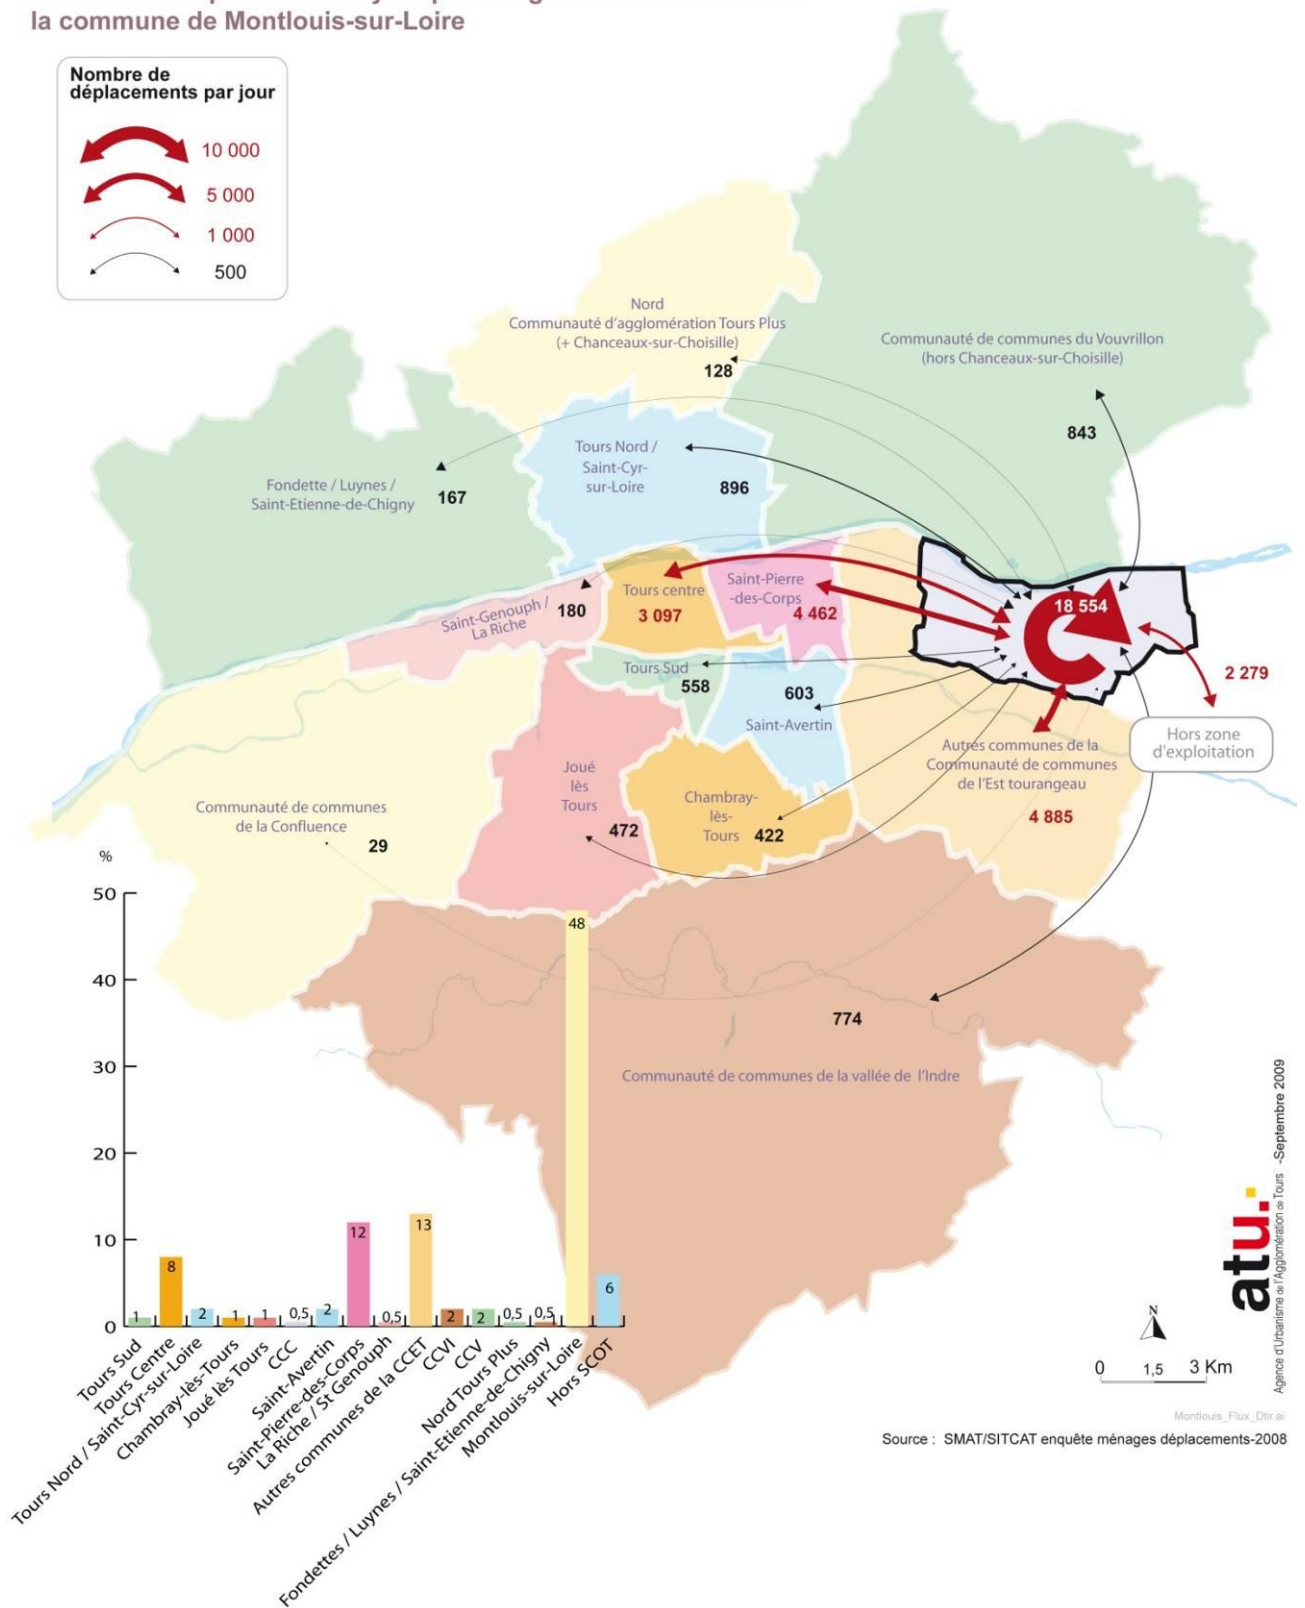 la commune de Montlouis-sur-Loire
Nombre de
déplacements par jour
10 000
5 000
1 000
500
Nord
Communauté d'agglomération Tours Plus
(+ Chanceaux-sur-Choisille)
128
Communauté de communes du Vouvrillon
(hors Chanceaux-sur-Choisille)
843
Tours Nord /
Saint-Cyr-
sur-Loire
896
Fondette / Luynes /
Saint-Etienne-de-Chigny
167
Saint-Genouph /
La Riche
180
Tours centre
3 097
Saint-Pierre
-des-Corps
4 462
18 554
2 279
Hors zone
d'exploitation
Tours Sud
558
603
Saint-Avertin
Autres communes de la
Communauté de communes
de l'Est tourangeau
4 885
Joué
lès
Tours
472
Chambray-
lès-
Tours
422
Communauté de communes
de la Confluence
29
774
Communauté de communes de la vallée de l'Indre
%
50
40
30
20
10
0
1
8
2
1
1
0,5
2
12
0,5
13
2
2
0,5
0,5
48
6
Tours Sud
Tours Centre
Tours Nord / Saint-Cyr-sur-Loire
Chambray-lès-Tours
Joué lès Tours
CCC
Saint-Avertin
Saint-Pierre-des-Corps
La Riche / St Genouph
Autres communes de la CCET
CCVI
CCV
Nord Tours Plus
Fondettes / Luynes / Saint-Etienne-de-Chigny
Montlouis-sur-Loire
Hors SCOT
atu.
Agence d'Urbanisme de l'Agglomération de Tours -Septembre 2009
N
0 1,5 3 Km
Montlouis_Flux_Dtir.ai
Source : SMAT/SITCAT enquête ménages déplacements-2008